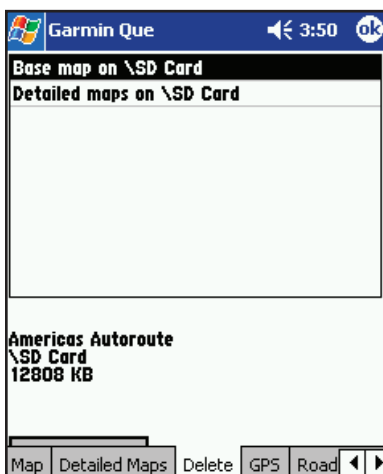 Garmin Que 3:50 ok
Base map on \SD Card
Detailed maps on \SD Card
Americas Autoroute
\SD Card
12808 KB
Map Detailed Maps Delete GPS Road